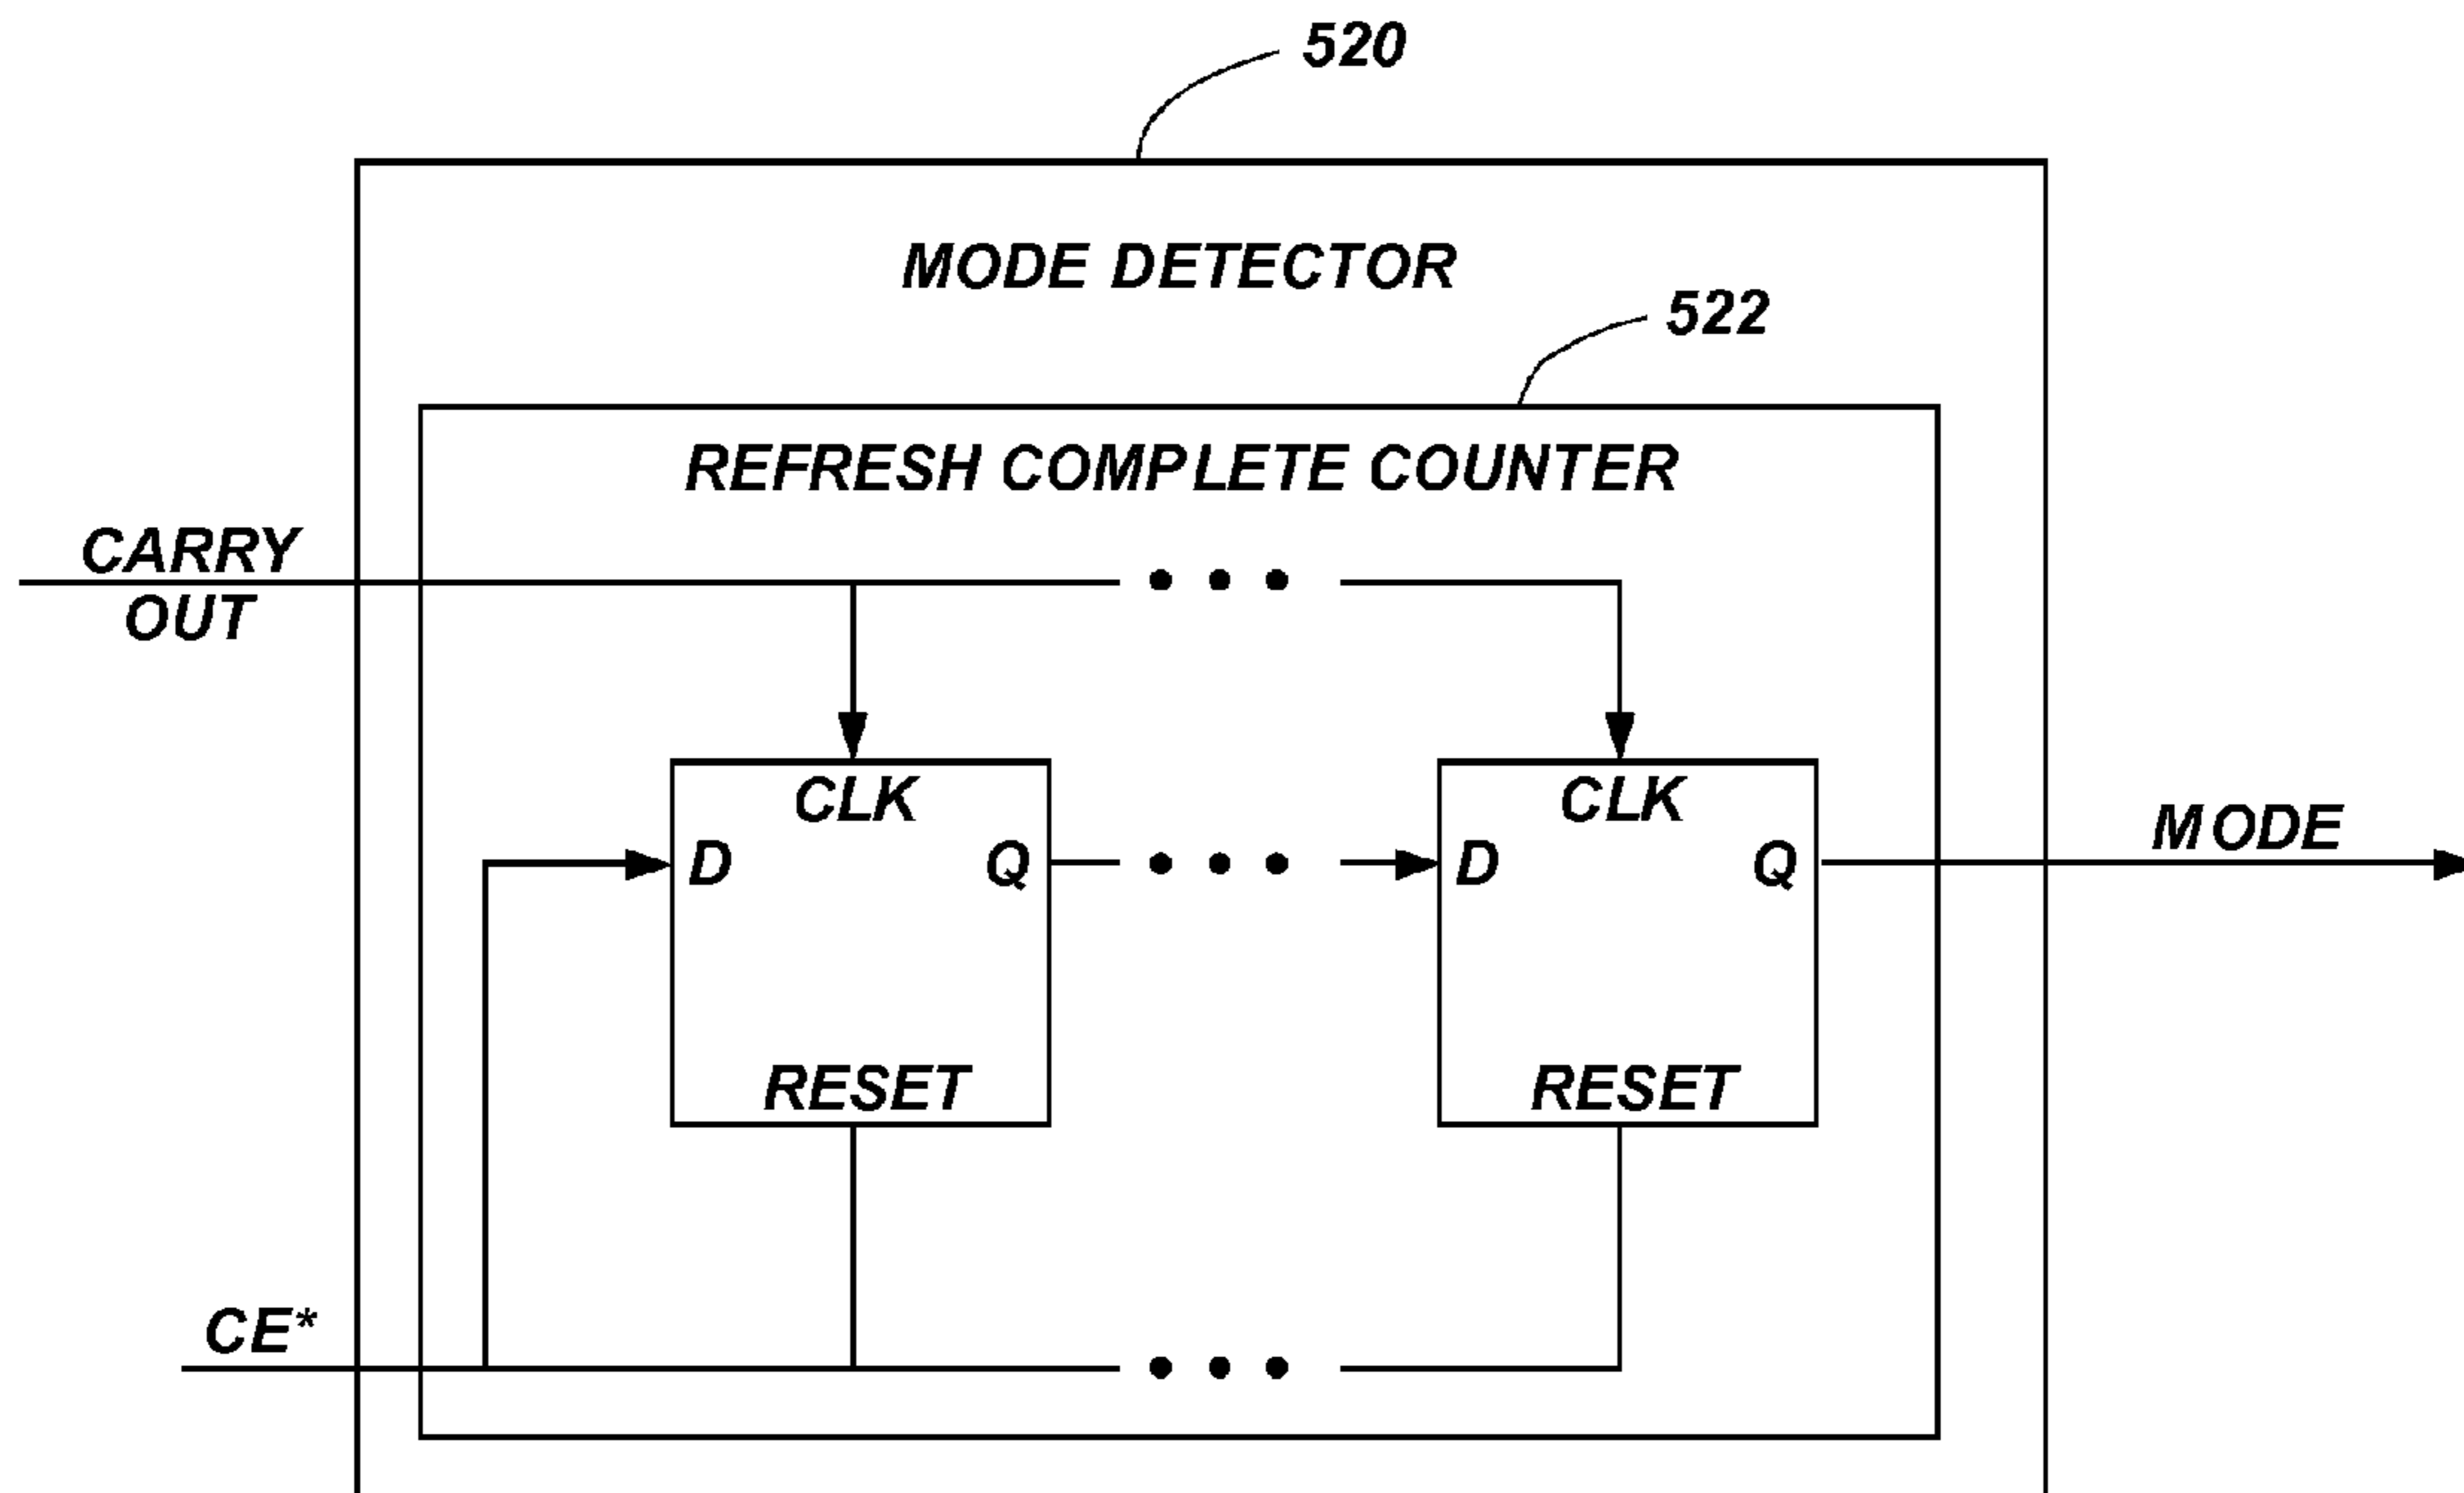 520
MODE DETECTOR
522
REFRESH COMPLETE COUNTER
CARRY
OUT
CLK
CLK
D
Q
D
Q
MODE
RESET
RESET
CE*